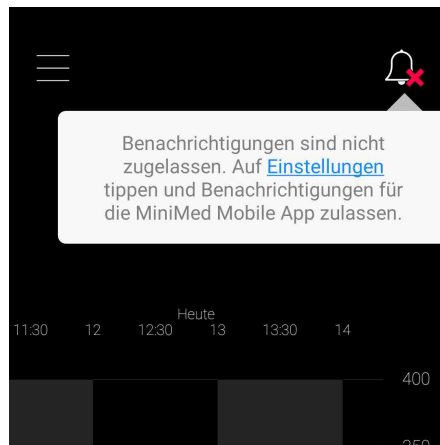 Benachrichtigungen sind nicht
zugelassen. Auf Einstellungen
tippen und Benachrichtigungen für
die MiniMed Mobile App zulassen.
Heute
11:30 12 12:30 13 13:30 14
400
350